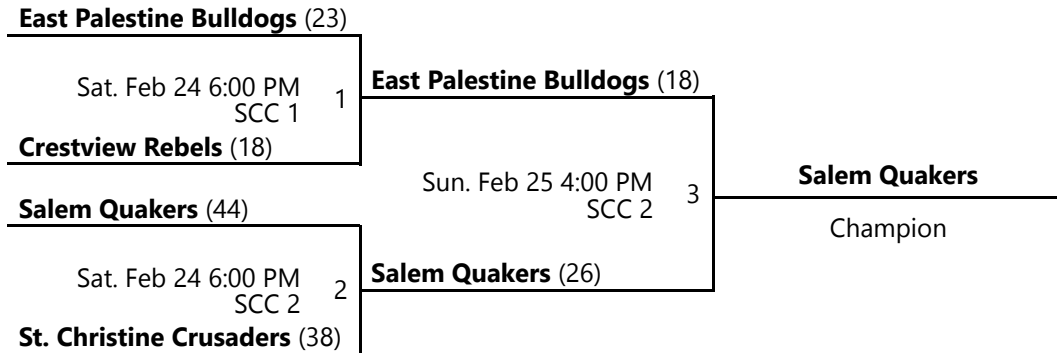 East Palestine Bulldogs (23)
Sat. Feb 24 6:00 PM
SCC 1
1
Crestview Rebels (18)
East Palestine Bulldogs (18)
Salem Quakers (44)
Sat. Feb 24 6:00 PM
SCC 2
2
St. Christine Crusaders (38)
Sun. Feb 25 4:00 PM
SCC 2
3
Salem Quakers (26)
Salem Quakers
Champion